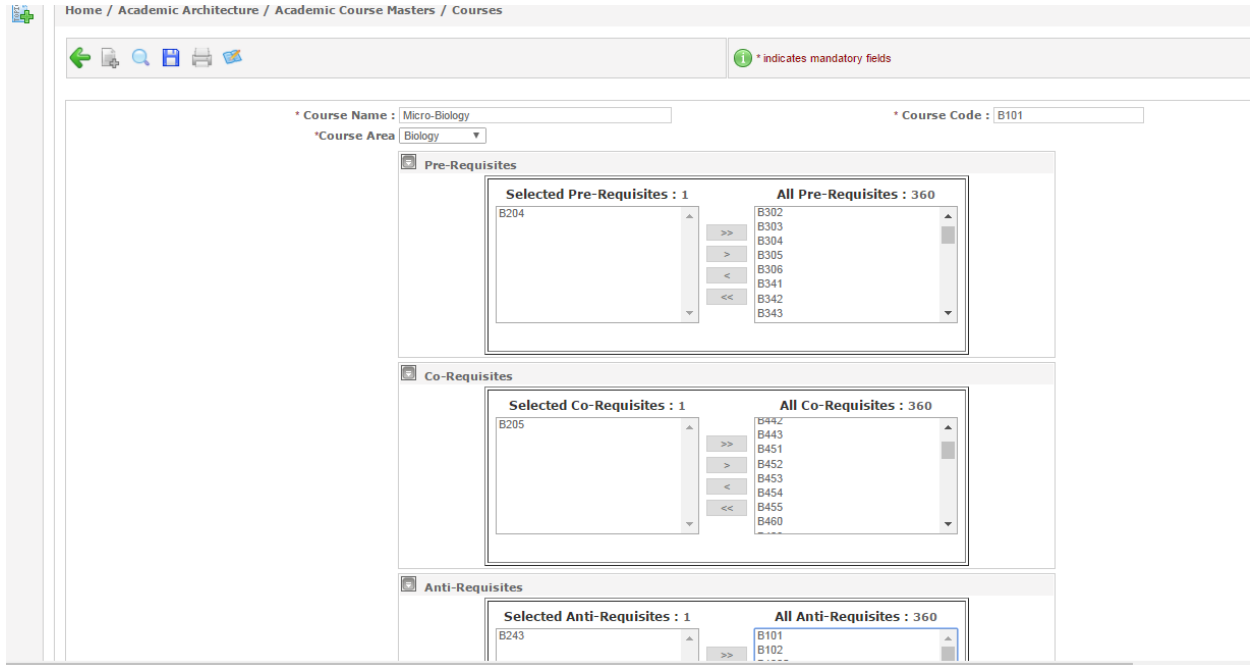 Home / Academic Architecture / Academic Course Masters / Courses
* indicates mandatory fields
* Course Name : Micro-Biology
* Course Code : B101
*Course Area Biology
Pre-Requisites
Selected Pre-Requisites : 1
All Pre-Requisites : 360
B204
>>
>
<
<<
B302
B303
B304
B305
B306
B341
B342
B343
Co-Requisites
Selected Co-Requisites : 1
All Co-Requisites : 360
B205
>>
>
<
<<
B442
B443
B451
B452
B453
B454
B455
B460
Anti-Requisites
Selected Anti-Requisites : 1
All Anti-Requisites : 360
B243
>>
B101
B102